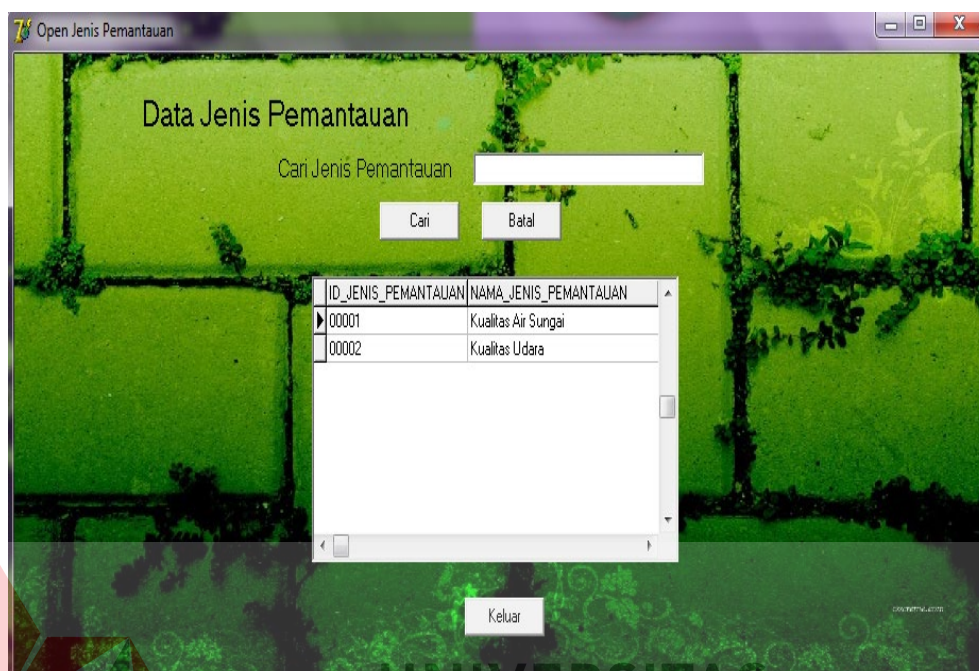 Open Jenis Pemantauan
Data Jenis Pemantauan
Cari Jenis Pemantauan
Cari Batal
ID_JENIS_PEMANTAUAN NAMA_JENIS_PEMANTAUAN
00001 Kualitas Air Sungai
00002 Kualitas Udara
Keluar
UNIVERSITAS